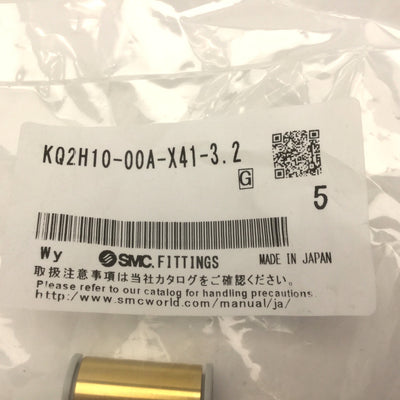 KQ2H10-00A-X41-3.2
G
5
Wy SMC. FITTINGS MADE IN JAPAN
取扱注意事項は当社カタログをご確認ください。
Please refer to our catalog for handling precautions.
http://www.smcworld.com/manual/ja/